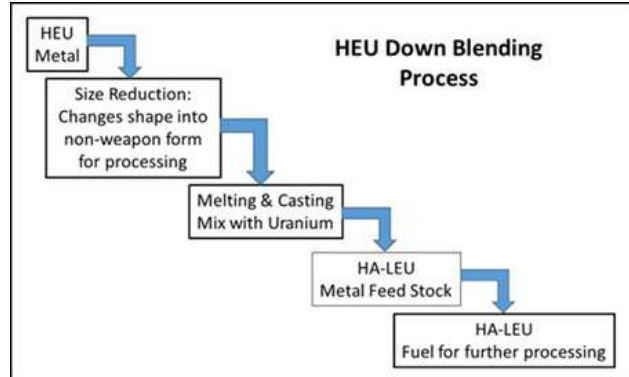 HEU
Metal
HEU Down Blending
Process
Size Reduction:
Changes shape into
non-weapon form
for processing
Melting & Casting
Mix with Uranium
HA-LEU
Metal Feed Stock
HA-LEU
Fuel for further processing